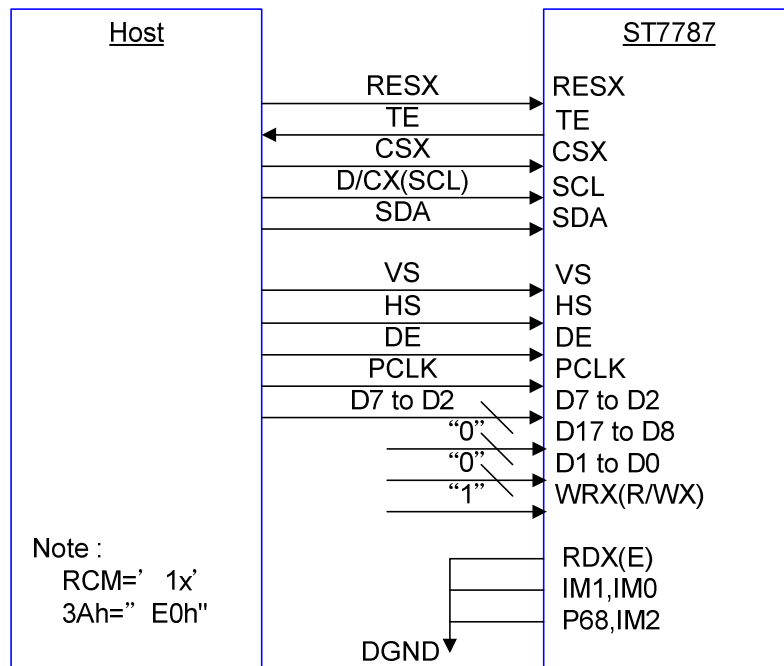 Host ST7787
RESX RESX
TE TE
CSX CSX
D/CX(SCL) SCL
SDA SDA
VS VS
HS HS
DE DE
PCLK PCLK
D7 to D2 D7 to D2
“0” D17 to D8
“0” D1 to D0
“1” WRX(R/WX)
Note :
RCM=’ 1x’
3Ah=” E0h"
RDX(E)
IM1,IM0
P68,IM2
DGND